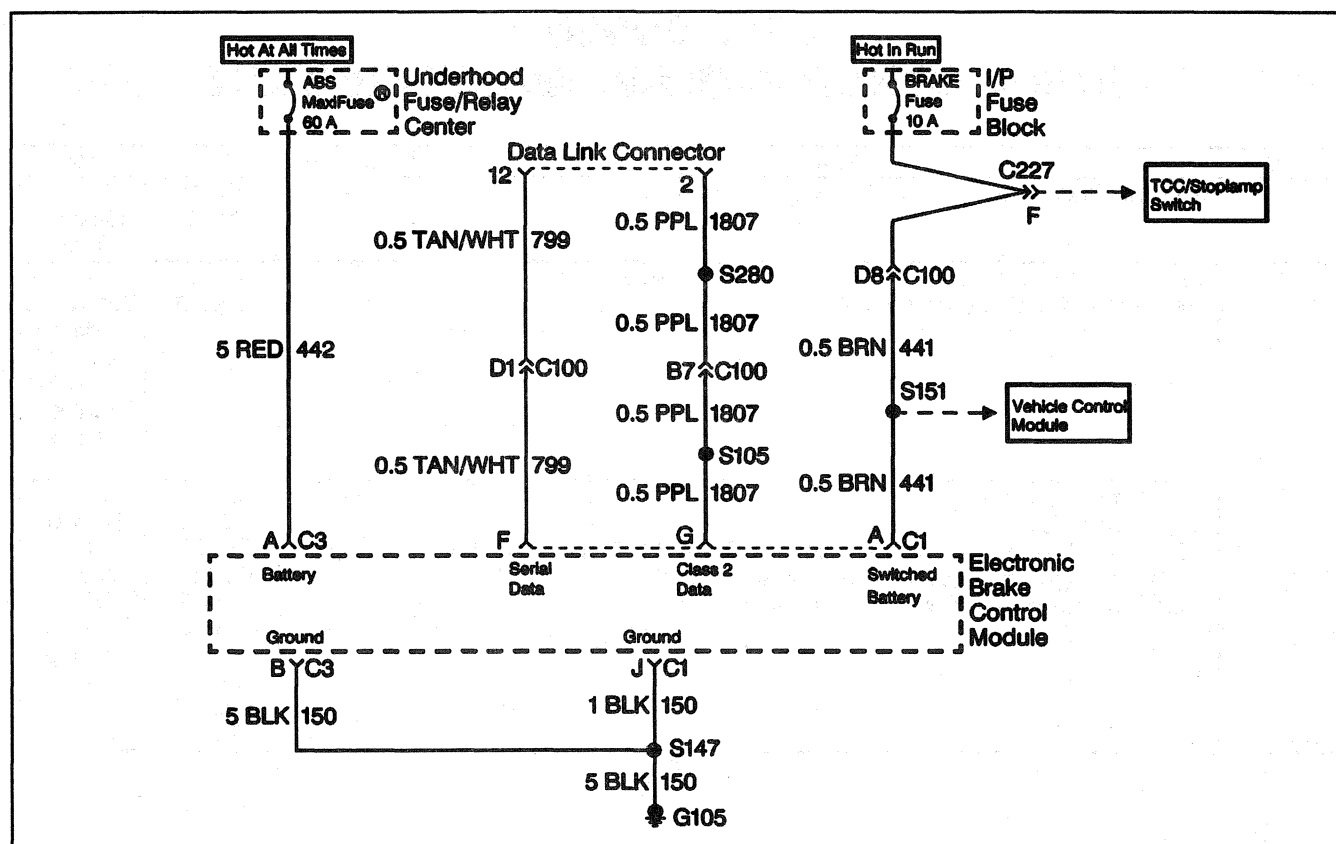 Hot At All Times
ABS
MaxiFuse®
60 A
Underhood
Fuse/Relay
Center
Hot In Run
BRAKE
Fuse
10 A
I/P
Fuse
Block
Data Link Connector
12
2
C227
F
TCC/Stoplamp
Switch
0.5 PPL 1807
0.5 TAN/WHT 799
S280
D8 C100
0.5 PPL 1807
5 RED 442
0.5 BRN 441
D1 C100
B7 C100
S151
Vehicle Control
Module
0.5 PPL 1807
0.5 TAN/WHT 799
S105
0.5 PPL 1807
0.5 BRN 441
A C3
F
G
A C1
Battery
Serial
Data
Class 2
Data
Switched
Battery
Electronic
Brake
Control
Module
Ground
Ground
B C3
J C1
5 BLK 150
1 BLK 150
S147
5 BLK 150
G105